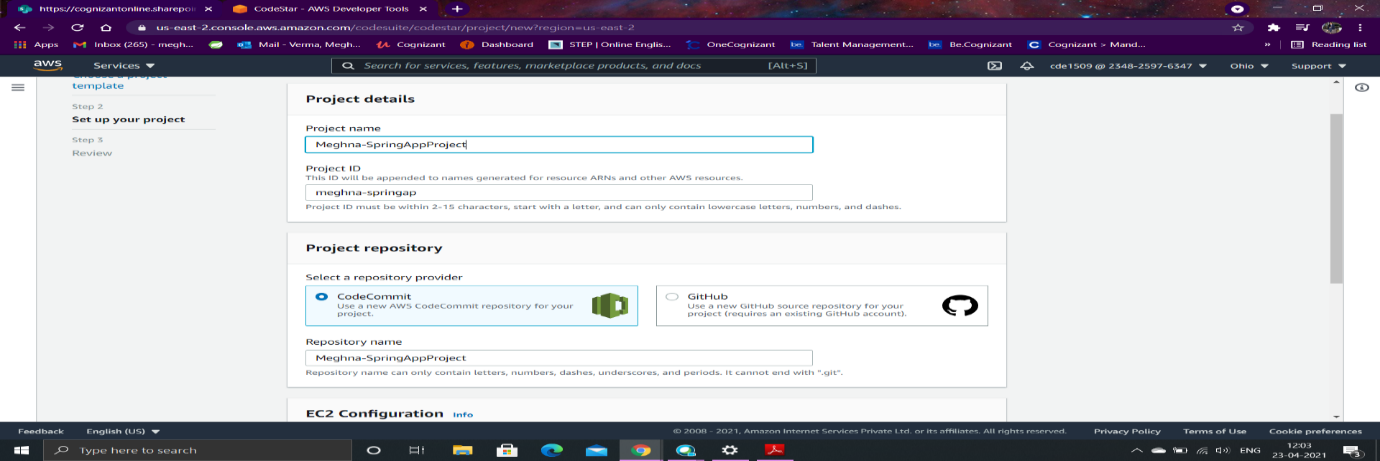 https://cognizantonline.sharepoi
CodeStar - AWS Developer Tools
us-east-2.console.aws.amazon.com/codesuite/codestar/project/new?region=us-east-2
Apps
Inbox (265) - megh...
Mail - Verma, Megh...
Cognizant
Dashboard
STEP | Online Englis...
OneCognizant
Talent Management...
Be.Cognizant
Cognizant > Mand...
»
Reading list
aws
Services
Search for services, features, marketplace products, and docs
[Alt+S]
cde1509 @ 2348-2597-6347
Ohio
Support
template
Step 2
Set up your project
Step 3
Review
Project details
Project name
Meghna-SpringAppProject
Project ID
This ID will be appended to names generated for resource ARNs and other AWS resources.
meghna-springap
Project ID must be within 2-15 characters, start with a letter, and can only contain lowercase letters, numbers, and dashes.
Project repository
Select a repository provider
CodeCommit
Use a new AWS CodeCommit repository for your
project.
GitHub
Use a new GitHub source repository for your
project (requires an existing GitHub account).
Repository name
Meghna-SpringAppProject
Repository name can only contain letters, numbers, dashes, underscores, and periods. It cannot end with ".git".
EC2 Configuration Info
Feedback
English (US)
© 2008 - 2021, Amazon Internet Services Private Ltd. or its affiliates. All rights reserved.
Privacy Policy
Terms of Use
Cookie preferences
Type here to search
ENG
12:03
23-04-2021